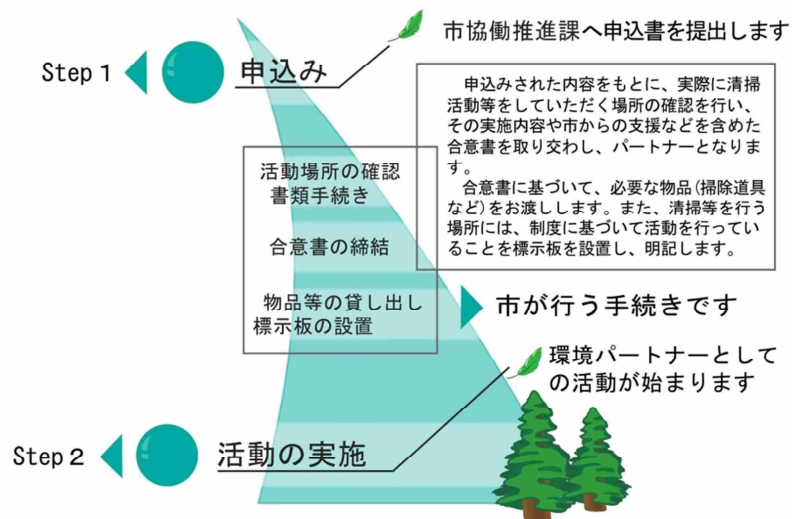 市協働推進課へ申込書を提出します
Step 1
申込み
申込みされた内容をもとに、実際に清掃
活動等をしていただく場所の確認を行い、
その実施内容や市からの支援などを含めた
合意書を取り交わし、パートナーとなりま
す。
合意書に基づいて、必要な物品(掃除道具
など)をお渡しします。また、清掃等を行う
場所には、制度に基づいて活動を行ってい
ることを標示板を設置し、明記します。
活動場所の確認
書類手続き
合意書の締結
物品等の貸し出し
標示板の設置
市が行う手続きです
環境パートナーとして
の活動が始まります
Step 2
活動の実施